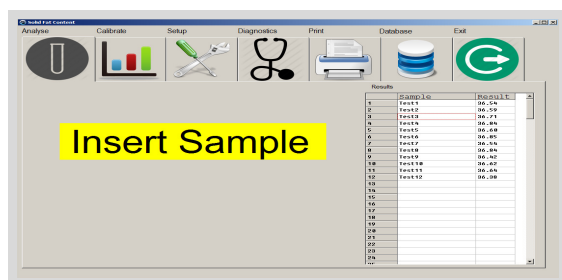 Solid Fat Content
Analyse Calibrate Setup Diagnostics Print Database Exit
Results
Insert Sample
Sample Result
1 Test1 36.54
2 Test2 36.59
3 Test3 36.71
4 Test4 36.84
5 Test5 36.60
6 Test6 36.85
7 Test7 36.54
8 Test8 36.84
9 Test9 36.42
10 Test10 36.62
11 Test11 36.64
12 Test12 36.38
13
14
15
16
17
18
19
20
21
22
23
24